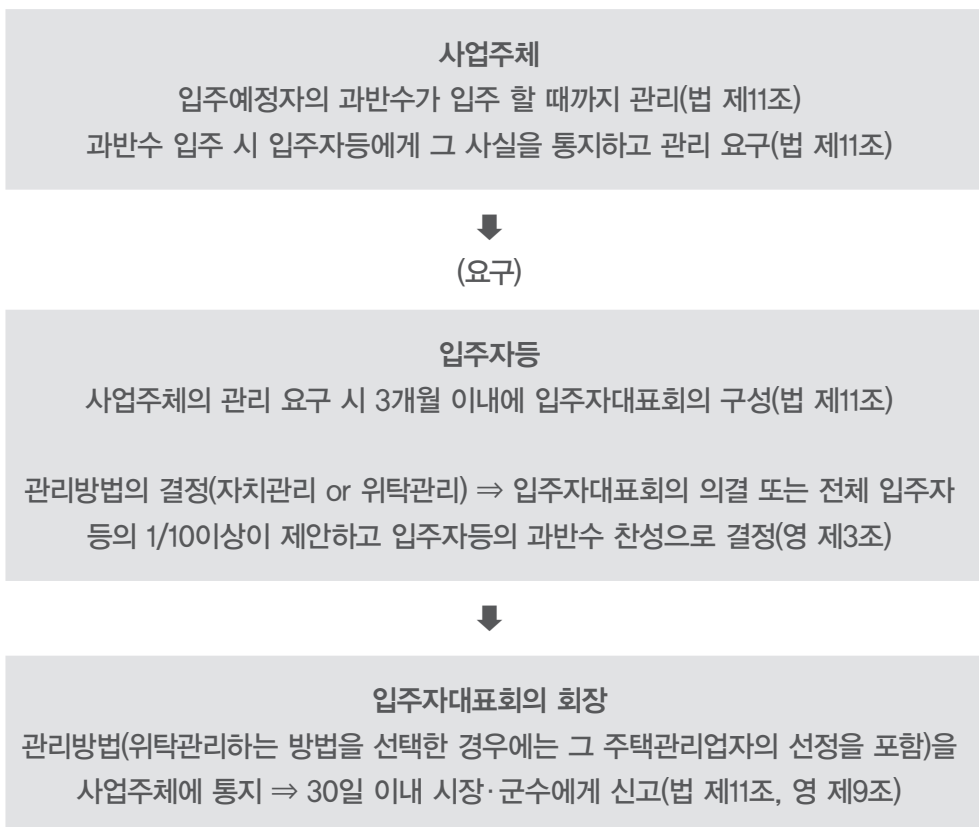 사업주체
입주예정자의 과반수가 입주 할 때까지 관리(법 제11조)
과반수 입주 시 입주자등에게 그 사실을 통지하고 관리 요구(법 제11조)
(요구)
입주자등
사업주체의 관리 요구 시 3개월 이내에 입주자대표회의 구성(법 제11조)
관리방법의 결정(자치관리 or 위탁관리) ⇒ 입주자대표회의 의결 또는 전체 입주자
등의 1/10이상이 제안하고 입주자등의 과반수 찬성으로 결정(영 제3조)
입주자대표회의 회장
관리방법(위탁관리하는 방법을 선택한 경우에는 그 주택관리업자의 선정을 포함)을
사업주체에 통지 ⇒ 30일 이내 시장·군수에게 신고(법 제11조, 영 제9조)